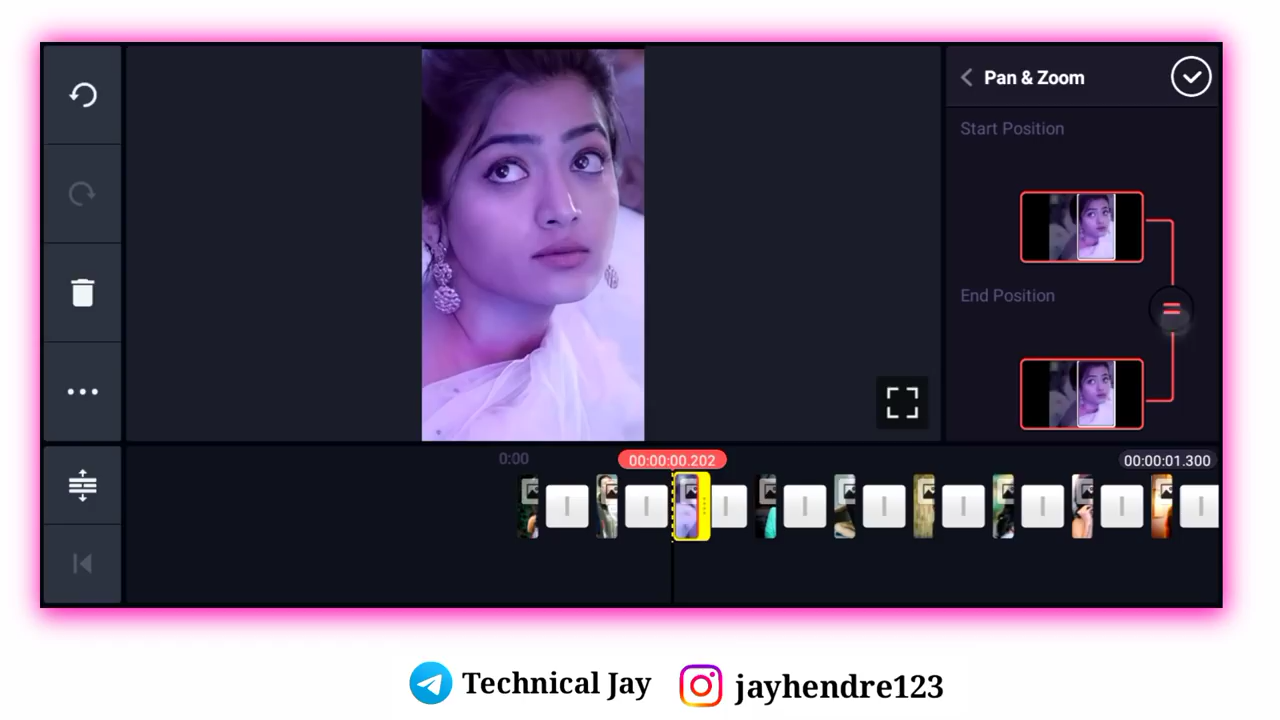 Pan & Zoom
Start Position
End Position
0:00
00:00:00.202
00:00:01.300
Technical Jay
jayhendre123